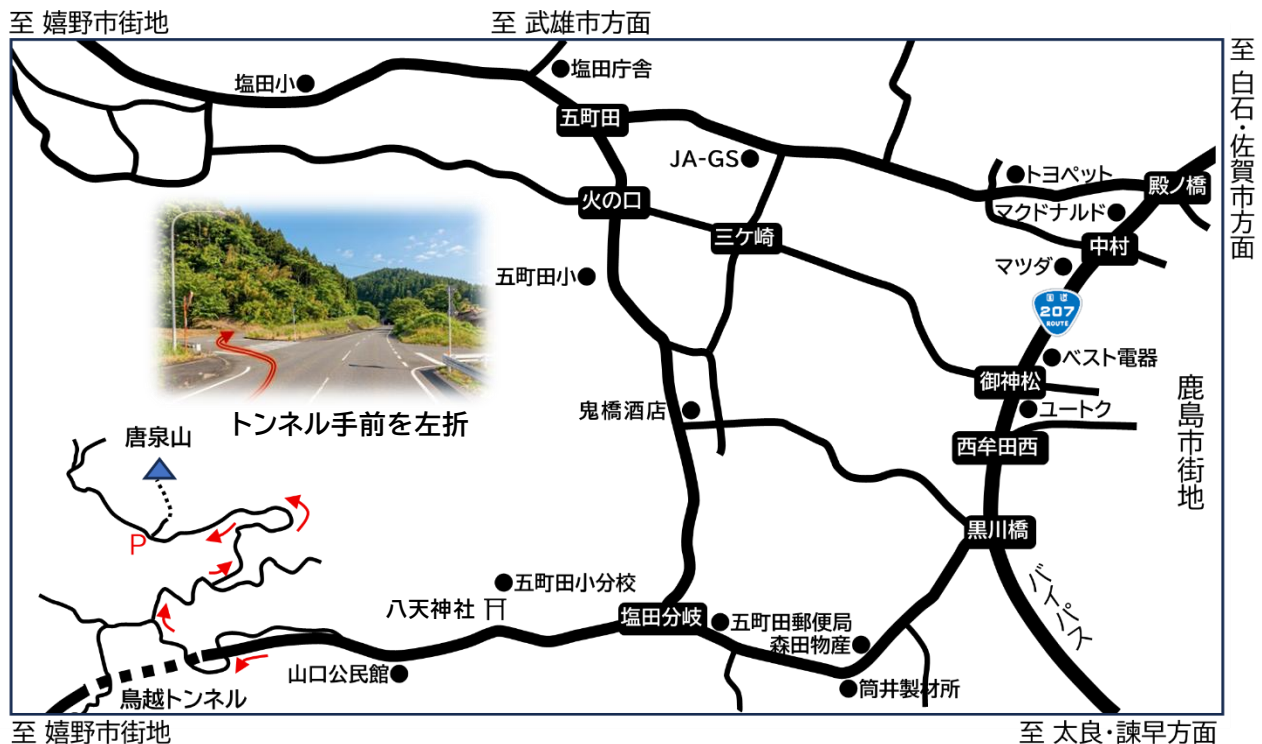 至 嬉野市街地
至 武雄市方面
至 白石・佐賀市方面
塩田小
塩田庁舎
五町田
JA-GS
トヨペット
殿ノ橋
火の口
マクドナルド
三ケ崎
中村
五町田小
マツダ
207
ROUTE
ベスト電器
御神松
鬼橋酒店
ユートク
鹿島市街地
トンネル手前を左折
西牟田西
唐泉山
P
黒川橋
バイパス
五町田小分校
八天神社
塩田分岐
五町田郵便局
森田物産
山口公民館
筒井製材所
鳥越トンネル
至 嬉野市街地
至 太良・諫早方面